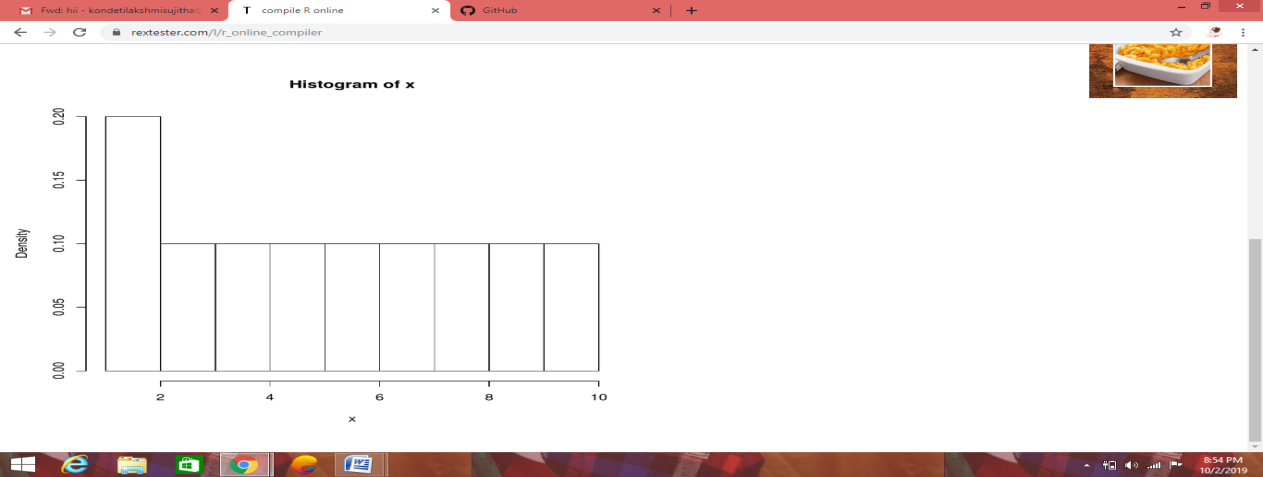 Fwd: hii - kondetilakshmisujitha@
T compile R online
GitHub
rextester.com/l/r_online_compiler
Histogram of x
0.20
0.15
0.10
0.05
0.00
Density
2 4 6 8 10
x
8:54 PM
10/2/2019